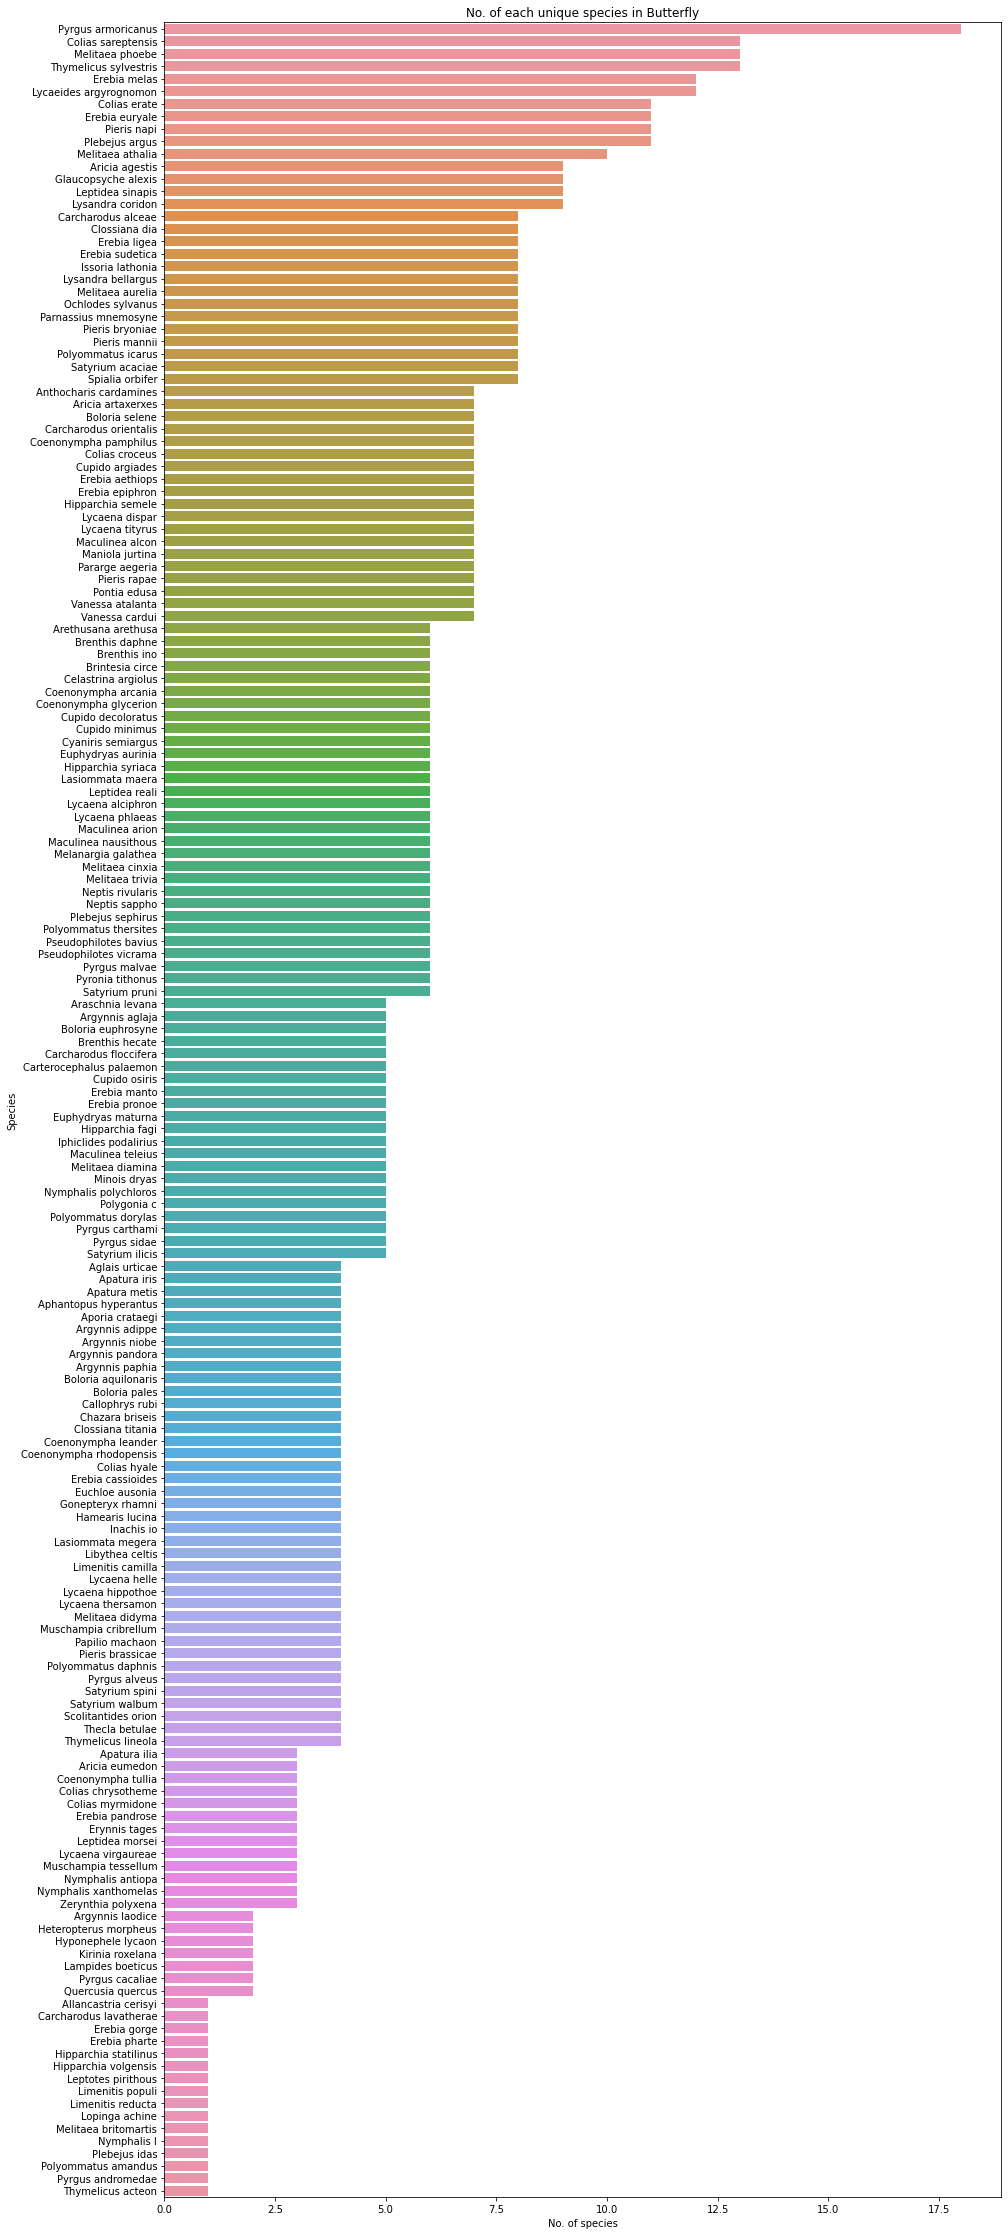 No. of each unique species in Butterfly
Pyrgus armoricanus
Colias sareptensis
Melitaea phoebe
Thymelicus sylvestris
Erebia melas
Lycaeides argyrognomon
Colias erate
Erebia euryale
Pieris napi
Plebejus argus
Melitaea athalia
Aricia agestis
Glaucopsyche alexis
Leptidea sinapis
Lysandra coridon
Carcharodus alceae
Clossiana dia
Erebia ligea
Erebia sudetica
Issoria lathonia
Lysandra bellargus
Melitaea aurelia
Ochlodes sylvanus
Parnassius mnemosyne
Pieris bryoniae
Pieris mannii
Polyommatus icarus
Satyrium acaciae
Spialia orbifer
Anthocharis cardamines
Aricia artaxerxes
Boloria selene
Carcharodus orientalis
Coenonympha pamphilus
Colias croceus
Cupido argiades
Erebia aethiops
Erebia epiphron
Hipparchia semele
Lycaena dispar
Lycaena tityrus
Maculinea alcon
Maniola jurtina
Pararge aegeria
Pieris rapae
Pontia edusa
Vanessa atalanta
Vanessa cardui
Arethusana arethusa
Brenthis daphne
Brenthis ino
Brintesia circe
Celastrina argiolus
Coenonympha arcania
Coenonympha glycerion
Cupido decoloratus
Cupido minimus
Cyaniris semiargus
Euphydryas aurinia
Hipparchia syriaca
Lasiommata maera
Leptidea reali
Lycaena alciphron
Lycaena phlaeas
Maculinea arion
Maculinea nausithous
Melanargia galathea
Melitaea cinxia
Melitaea trivia
Neptis rivularis
Neptis sappho
Plebejus sephirus
Polyommatus thersites
Pseudophilotes bavius
Pseudophilotes vicrama
Pyrgus malvae
Pyronia tithonus
Satyrium pruni
Araschnia levana
Argynnis aglaja
Boloria euphrosyne
Brenthis hecate
Carcharodus floccifera
Carterocephalus palaemon
Cupido osiris
Erebia manto
Erebia pronoe
Euphydryas maturna
Hipparchia fagi
Iphiclides podalirius
Maculinea teleius
Melitaea diamina
Minois dryas
Nymphalis polychloros
Polygonia c
Polyommatus dorylas
Pyrgus carthami
Pyrgus sidae
Satyrium ilicis
Aglais urticae
Apatura iris
Apatura metis
Aphantopus hyperantus
Aporia crataegi
Argynnis adippe
Argynnis niobe
Argynnis pandora
Argynnis paphia
Boloria aquilonaris
Boloria pales
Callophrys rubi
Chazara briseis
Clossiana titania
Coenonympha leander
Coenonympha rhodopensis
Colias hyale
Erebia cassioides
Euchloe ausonia
Gonepteryx rhamni
Hamearis lucina
Inachis io
Lasiommata megera
Libythea celtis
Limenitis camilla
Lycaena helle
Lycaena hippothoe
Lycaena thersamon
Melitaea didyma
Muschampia cribrellum
Papilio machaon
Pieris brassicae
Polyommatus daphnis
Pyrgus alveus
Satyrium spini
Satyrium walbum
Scolitantides orion
Thecla betulae
Thymelicus lineola
Apatura ilia
Aricia eumedon
Coenonympha tullia
Colias chrysotheme
Colias myrmidone
Erebia pandrose
Erynnis tages
Leptidea morsei
Lycaena virgaureae
Muschampia tessellum
Nymphalis antiopa
Nymphalis xanthomelas
Zerynthia polyxena
Argynnis laodice
Heteropterus morpheus
Hyponephele lycaon
Kirinia roxelana
Lampides boeticus
Pyrgus cacaliae
Quercusia quercus
Allancastria cerisyi
Carcharodus lavatherae
Erebia gorge
Erebia pharte
Hipparchia statilinus
Hipparchia volgensis
Leptotes pirithous
Limenitis populi
Limenitis reducta
Lopinga achine
Melitaea britomartis
Nymphalis l
Plebejus idas
Polyommatus amandus
Pyrgus andromedae
Thymelicus acteon
Species
0.0 2.5 5.0 7.5 10.0 12.5 15.0 17.5
No. of species